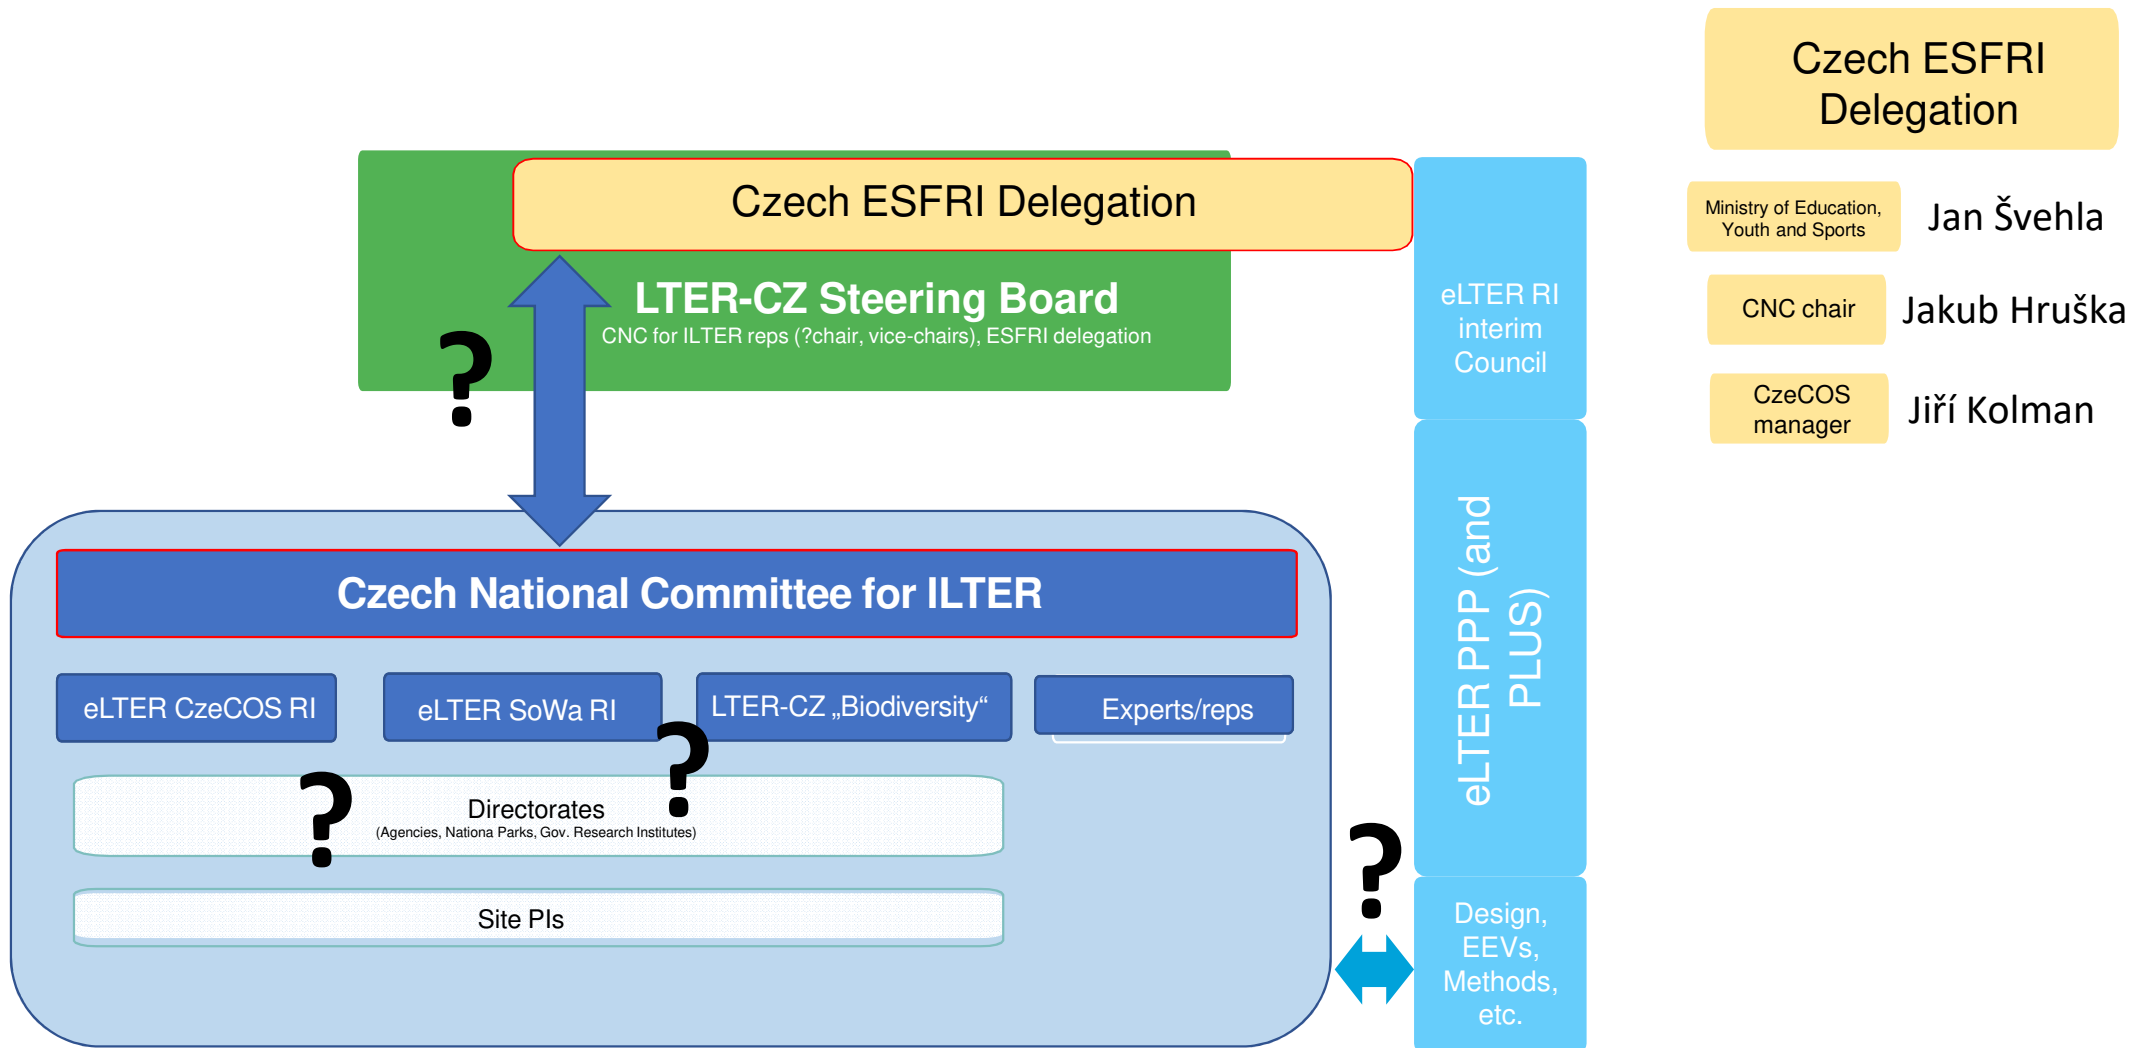 Czech ESFRI
Delegation
Ministry of Education,
Youth and Sports
Jan Švehla
CNC chair
Jakub Hruška
CzeCOS
manager
Jiří Kolman
Czech ESFRI Delegation
LTER-CZ Steering Board
CNC for ILTER reps (?chair, vice-chairs), ESFRI delegation
?
eLTER RI
interim
Council
eLTER PPP (and
PLUS)
Design,
EEVs,
Methods,
etc.
?
Czech National Committee for ILTER
eLTER CzeCOS RI
eLTER SoWa RI
LTER-CZ „Biodiversity“
Experts/reps
?
?
Directorates
(Agencies, Nationa Parks, Gov. Research Institutes)
Site PIs